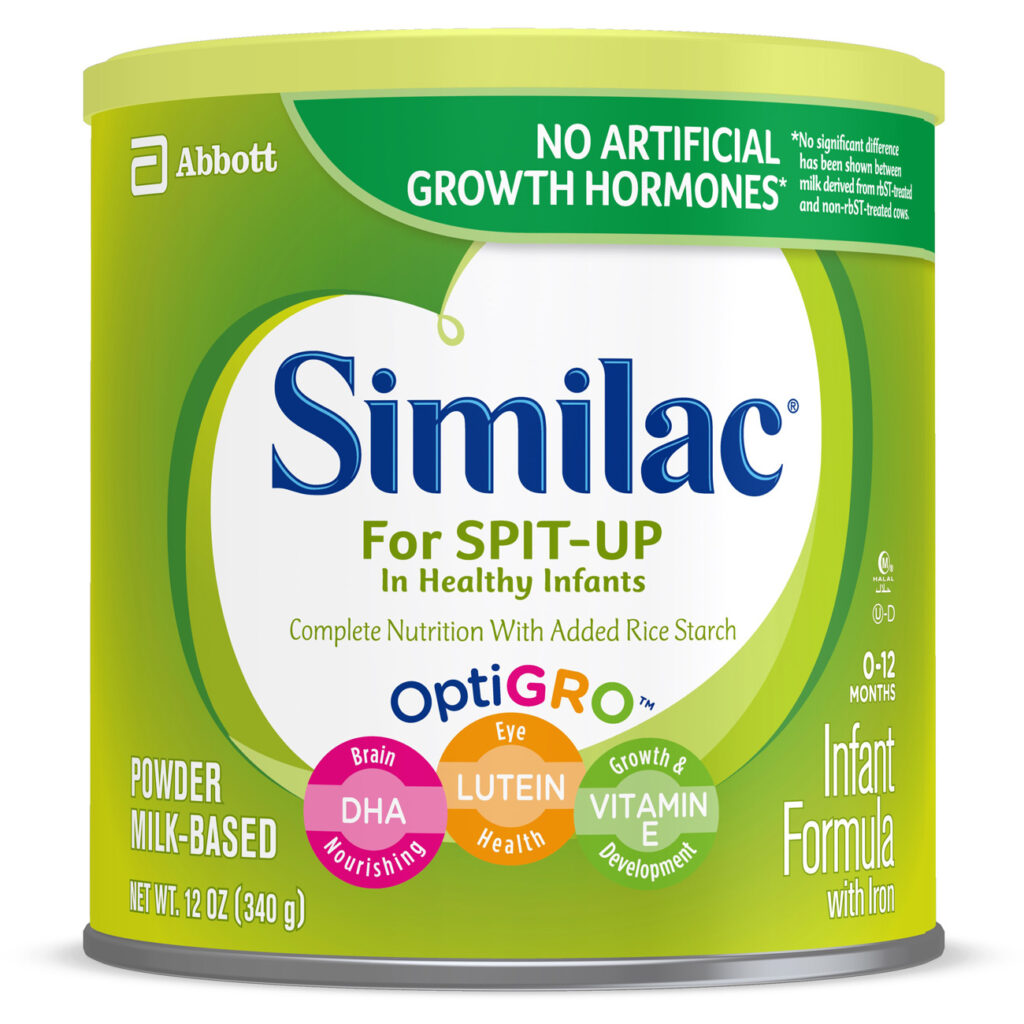 Abbott
NO ARTIFICIAL
GROWTH HORMONES*
*No significant difference
has been shown between
milk derived from rbST-treated
and non-rbST-treated cows.
Similac®
For SPIT-UP
In Healthy Infants
Complete Nutrition With Added Rice Starch
OptiGRO™
Brain
DHA
Nourishing
Eye
LUTEIN
Health
Growth &
VITAMIN
E
Development
POWDER
MILK-BASED
NET WT. 12 OZ (340 g)
M®
HALAL
حلال
U-D
0-12
MONTHS
Infant
Formula
with Iron